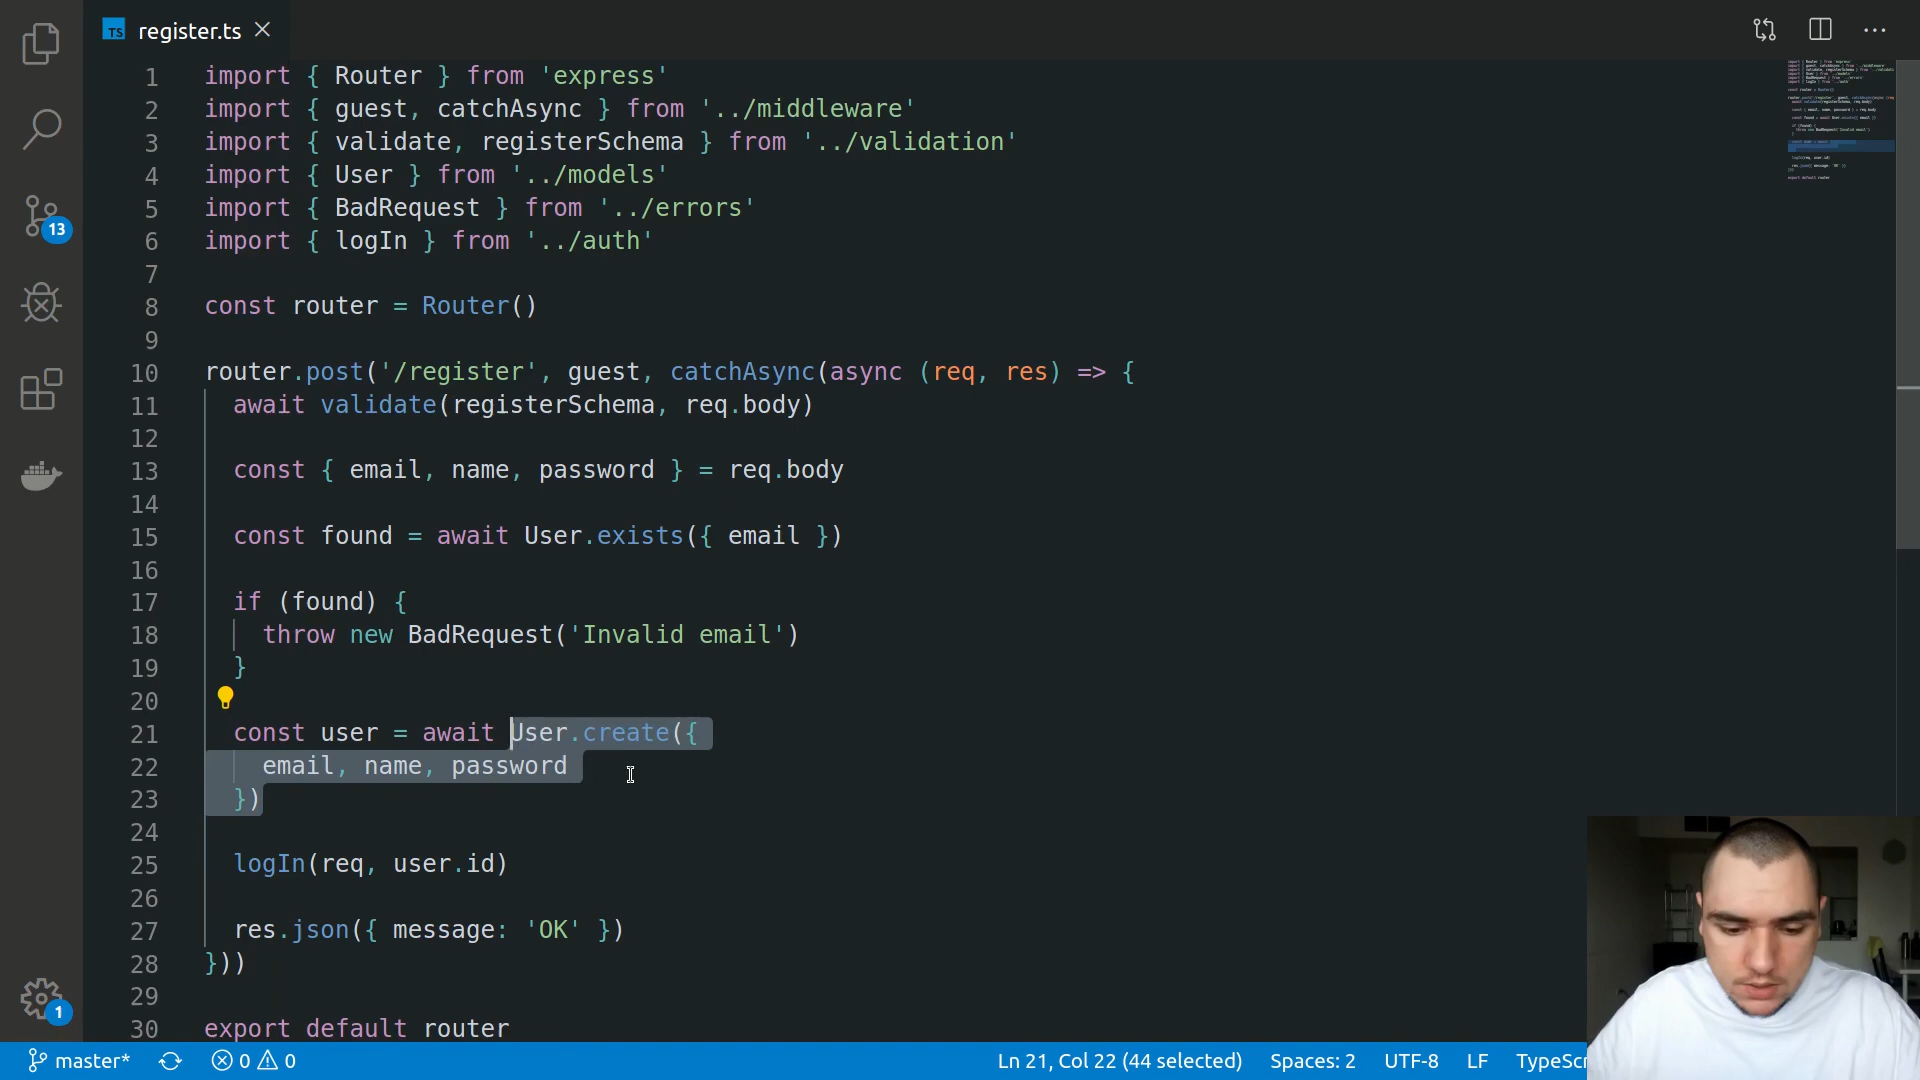 TS register.ts
1 import { Router } from 'express'
2 import { guest, catchAsync } from '../middleware'
3 import { validate, registerSchema } from '../validation'
4 import { User } from '../models'
5 import { BadRequest } from '../errors'
6 import { logIn } from '../auth'
7
8 const router = Router()
9
10 router.post('/register', guest, catchAsync(async (req, res) => {
11 await validate(registerSchema, req.body)
12
13 const { email, name, password } = req.body
14
15 const found = await User.exists({ email })
16
17 if (found) {
18 throw new BadRequest('Invalid email')
19 }
20
21 const user = await User.create({
22 email, name, password
23 })
24
25 logIn(req, user.id)
26
27 res.json({ message: 'OK' })
28 }))
29
30 export default router
13
1
master* 0 0 Ln 21, Col 22 (44 selected) Spaces: 2 UTF-8 LF TypeScr